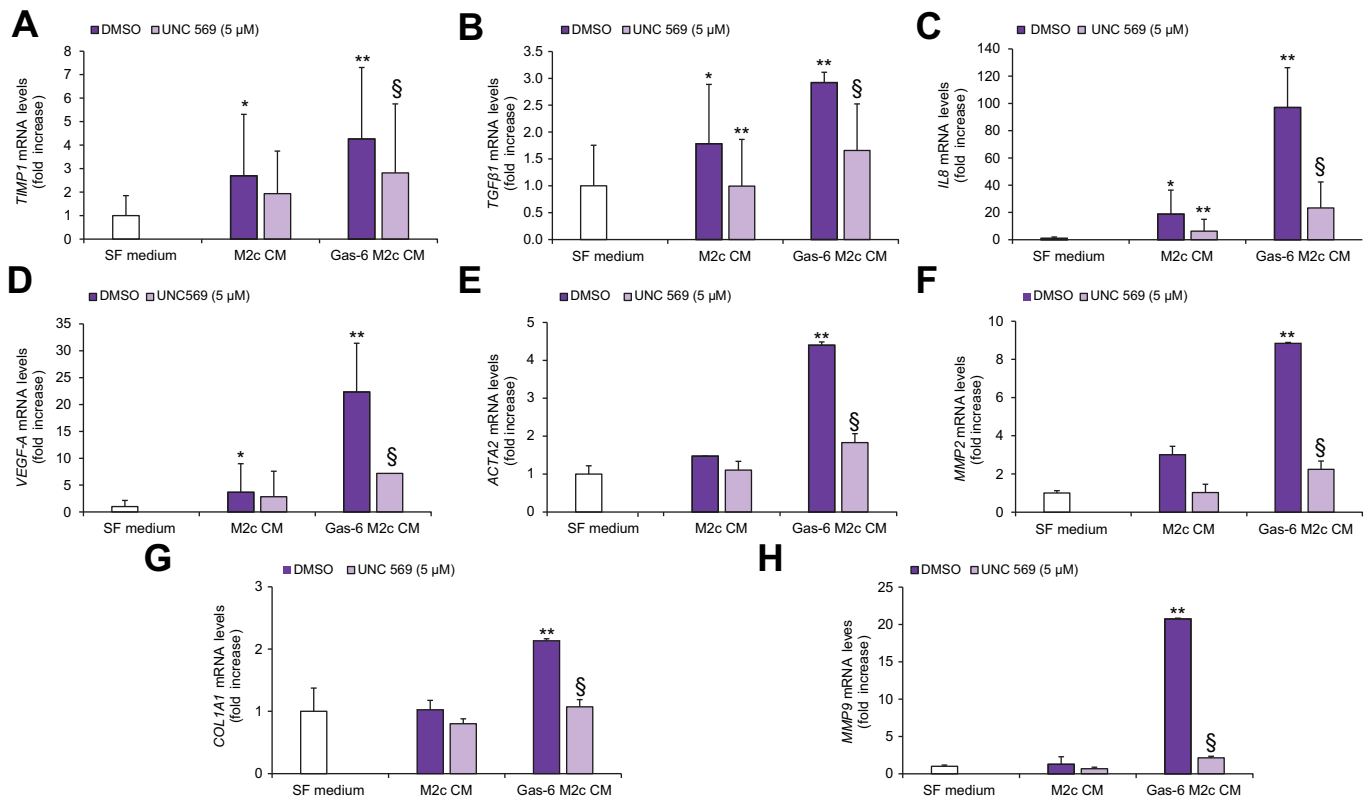 A
DMSO UNC 569 (5 µM)
TIMP1 mRNA levels
(fold increase)
8
7
6
5
4
3
2
1
0
*
**
§
SF medium M2c CM Gas-6 M2c CM
B
DMSO UNC 569 (5 µM)
TGFβ1 mRNA levels
(fold increase)
3.5
3.0
2.5
2.0
1.5
1.0
0.5
0.0
*
**
**
§
SF medium M2c CM Gas-6 M2c CM
C
DMSO UNC 569 (5 µM)
IL8 mRNA levels
(fold increase)
140
120
100
80
60
40
20
0
*
**
**
§
SF medium M2c CM Gas-6 M2c CM
D
DMSO UNC569 (5 µM)
VEGF-A mRNA levels
(fold increase)
35
30
25
20
15
10
5
0
*
**
§
SF medium M2c CM Gas-6 M2c CM
E
DMSO UNC 569 (5 µM)
ACTA2 mRNA levels
(fold increase)
5
4
3
2
1
0
**
§
SF medium M2c CM Gas-6 M2c CM
F
DMSO UNC 569 (5 µM)
MMP2 mRNA levels
(fold increase)
10
8
6
4
2
0
**
§
SF medium M2c CM Gas-6 M2c CM
G
DMSO UNC 569 (5 µM)
COL1A1 mRNA levels
(fold increase)
3
2
1
0
**
§
SF medium M2c CM Gas-6 M2c CM
H
DMSO UNC 569 (5 µM)
MMP9 mRNA leves
(fold increase)
25
20
15
10
5
0
**
§
SF medium M2c CM Gas-6 M2c CM